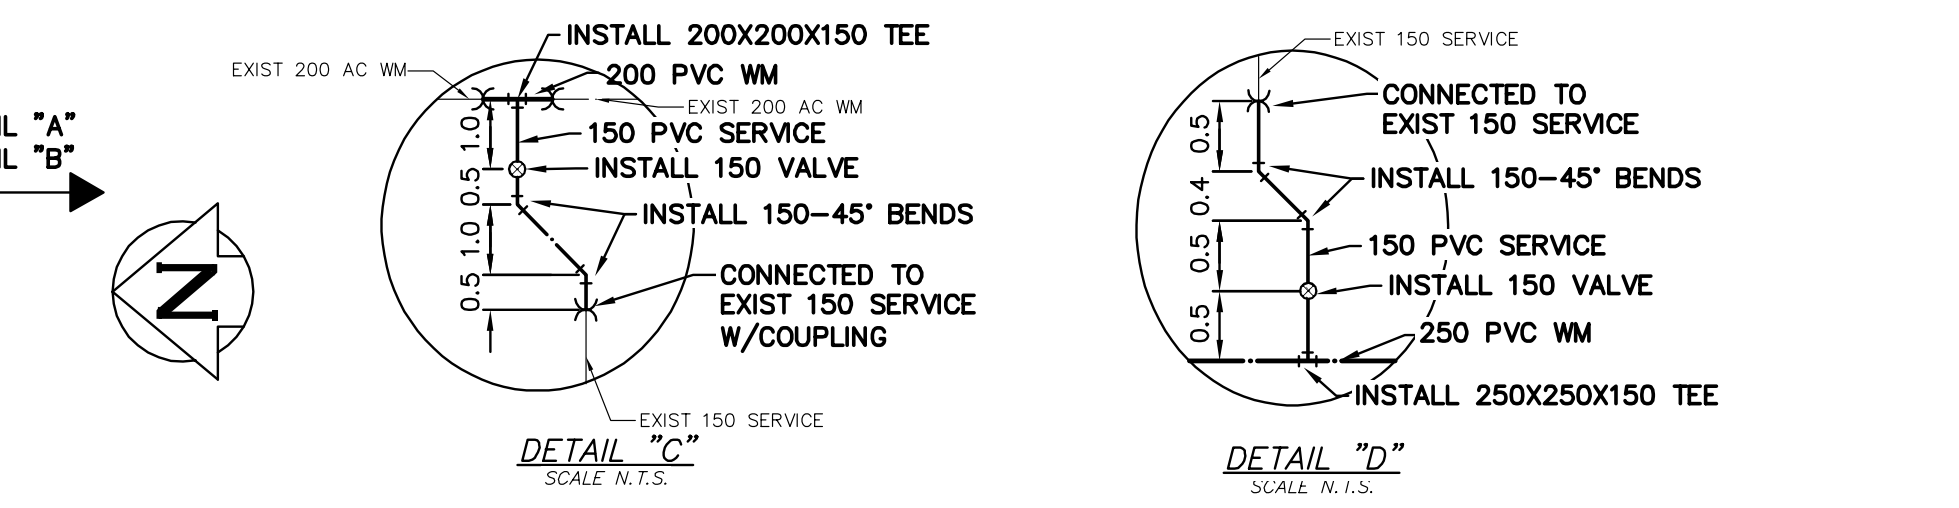 IL "A"
IL "B"
N
INSTALL 200X200X150 TEE
EXIST 200 AC WM
200 PVC WM
EXIST 200 AC WM
150 PVC SERVICE
INSTALL 150 VALVE
INSTALL 150-45° BENDS
CONNECTED TO
EXIST 150 SERVICE
W/COUPLING
1.0
0.5
1.0
0.5
EXIST 150 SERVICE
DETAIL "C"
SCALE N.T.S.
EXIST 150 SERVICE
CONNECTED TO
EXIST 150 SERVICE
INSTALL 150-45° BENDS
150 PVC SERVICE
INSTALL 150 VALVE
250 PVC WM
INSTALL 250X250X150 TEE
0.5
0.4
0.5
0.5
DETAIL "D"
SCALE N.T.S.